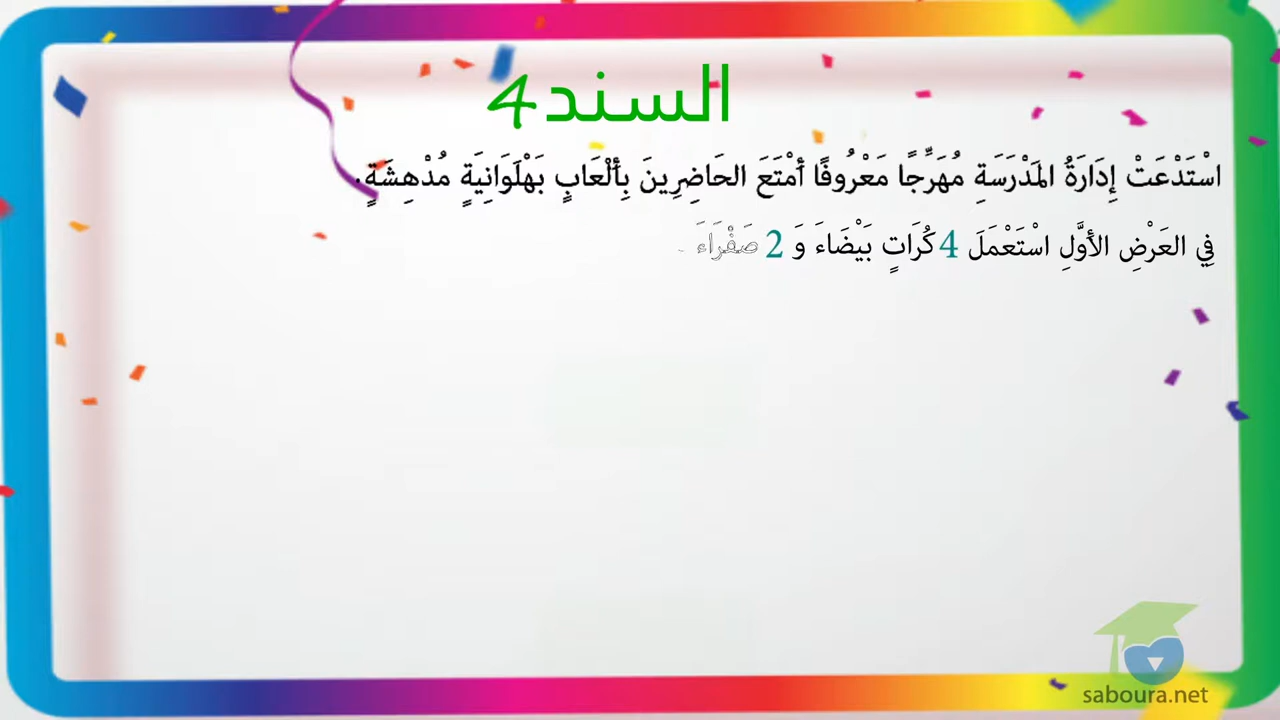 السند4
اسْتَدْعَتْ إِدَارَةُ المَدْرَسَةِ مُهَرِّجًا مَعْرُوفًا أَمْتَعَ الحَاضِرِينَ بِأَلْعَابٍ بَهْلَوَانِيَةٍ مُدْهِشَةٍ.
فِي العَرْضِ الأَوَّلِ اسْتَعْمَلَ 4 كُرَاتٍ بَيْضَاءَ وَ 2 صَفْرَاءَ .
saboura.net